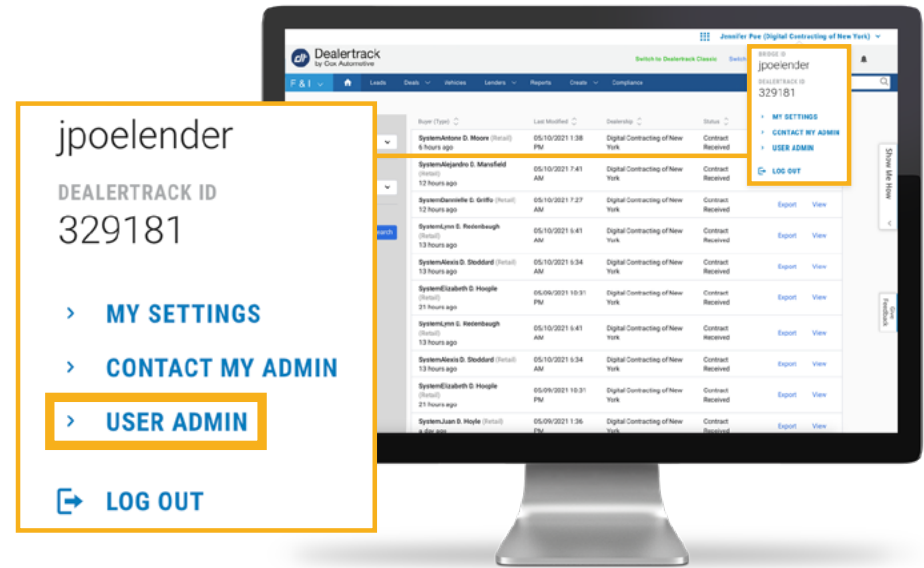 jpoelender
DEALERTRACK ID
329181
> MY SETTINGS
> CONTACT MY ADMIN
> USER ADMIN
LOG OUT
Jennifer Poe (Digital Contracting of New York)
dt Dealertrack
by Cox Automotive
Switch to Dealertrack Classic Switch
BRIDGE ID
jpoelender
DEALERTRACK ID
329181
> MY SETTINGS
> CONTACT MY ADMIN
> USER ADMIN
LOG OUT
F & I Leads Deals Vehicles Lenders Reports Create Compliance
Buyer (Type) Last Modified Dealership Status
SystemAntone D. Moore (Retail) 05/10/2021 1:38 Digital Contracting of New Contract
6 hours ago PM York Received
SystemAlejandro D. Mansfield 05/10/2021 7:41 Digital Contracting of New Contract
(Retail) AM York Received
12 hours ago
SystemDannielle G. Griffo (Retail) 05/10/2021 7:27 Digital Contracting of New Contract Export View
12 hours ago AM York Received
SystemLynn G. Redenbaugh 05/10/2021 6:41 Digital Contracting of New Contract Export View
(Retail) AM York Received
13 hours ago
SystemAlexis D. Stoddard (Retail) 05/10/2021 6:34 Digital Contracting of New Contract Export View
13 hours ago AM York Received
SystemElizabeth D. Hoople 05/09/2021 10:31 Digital Contracting of New Contract Export View
(Retail) PM York Received
21 hours ago
SystemLynn G. Redenbaugh 05/10/2021 6:41 Digital Contracting of New Contract Export View
(Retail) AM York Received
13 hours ago
SystemAlexis D. Stoddard (Retail) 05/10/2021 6:34 Digital Contracting of New Contract Export View
13 hours ago AM York Received
SystemElizabeth D. Hoople 05/09/2021 10:31 Digital Contracting of New Contract Export View
(Retail) PM York Received
21 hours ago
SystemJuan D. Hoyle (Retail) 05/09/2021 1:36 Digital Contracting of New Contract Export View
a day ago PM York Received
earch
Show Me How
Give
Feedback